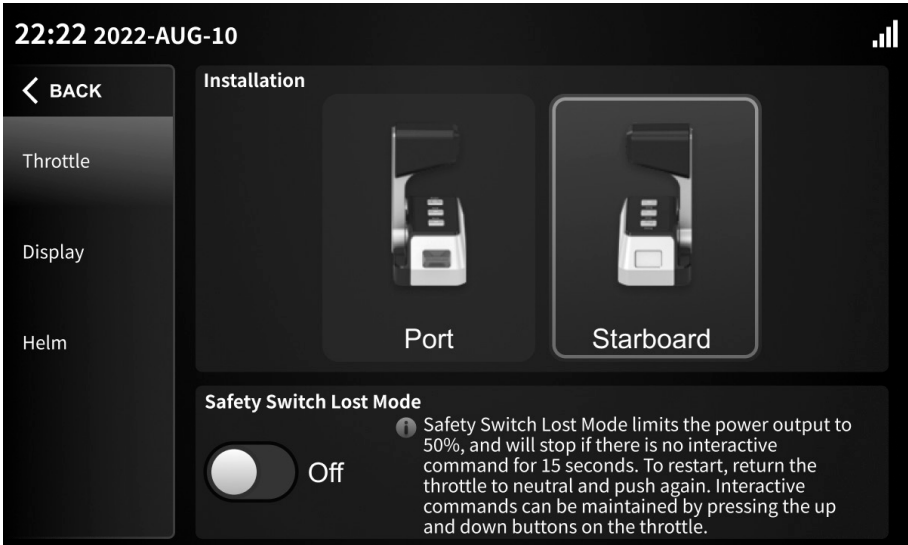 22:22 2022-AUG-10
BACK
Throttle
Display
Helm
Installation
Port
Starboard
Safety Switch Lost Mode
Off
Safety Switch Lost Mode limits the power output to
50%, and will stop if there is no interactive
command for 15 seconds. To restart, return the
throttle to neutral and push again. Interactive
commands can be maintained by pressing the up
and down buttons on the throttle.